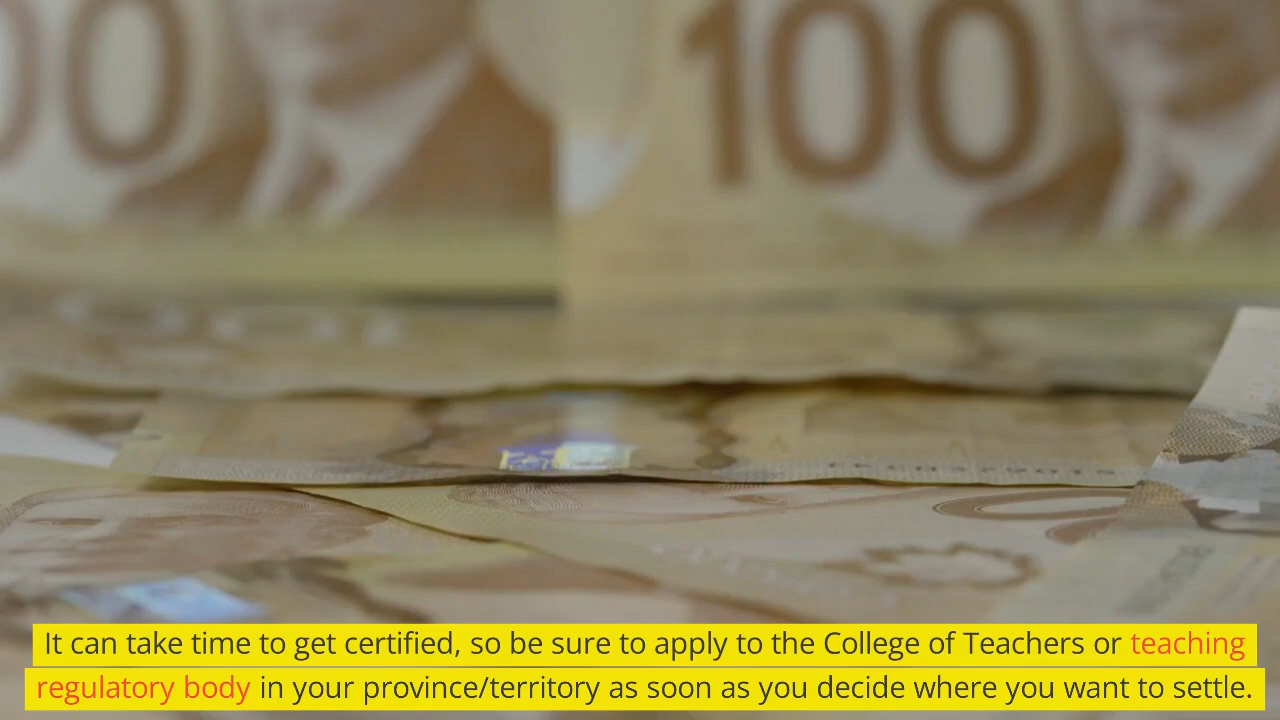 00
100
It can take time to get certified, so be sure to apply to the College of Teachers or teaching
regulatory body in your province/territory as soon as you decide where you want to settle.